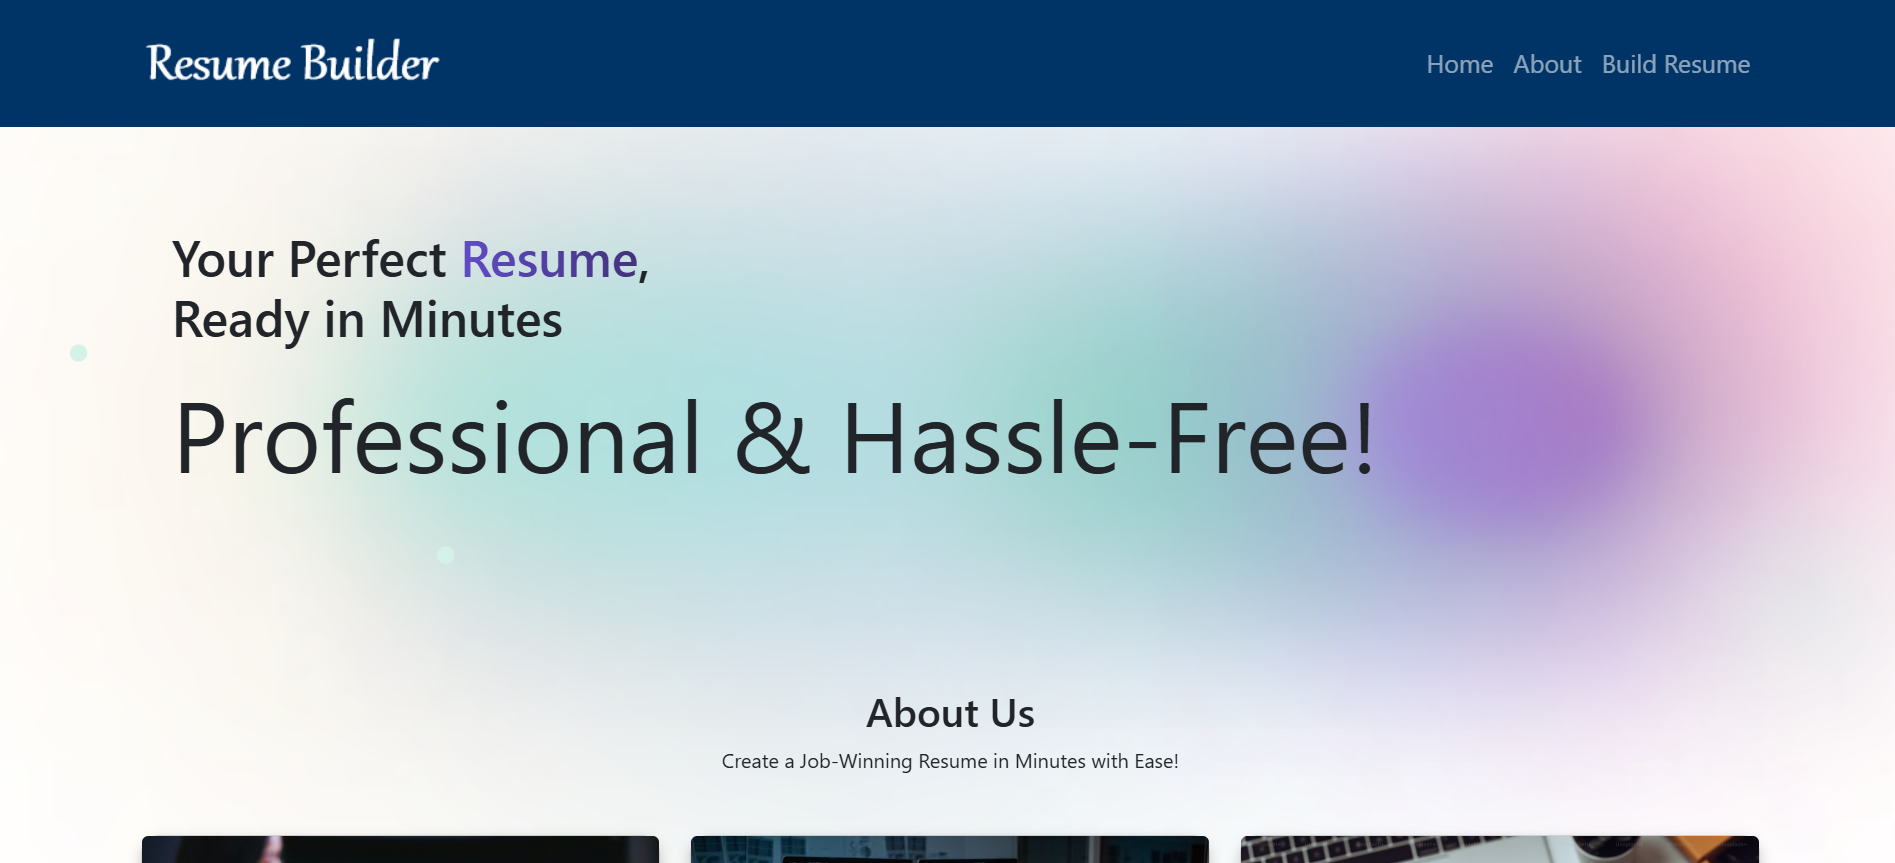 Resume Builder
Home About Build Resume
Your Perfect Resume,
Ready in Minutes
Professional & Hassle-Free!
About Us
Create a Job-Winning Resume in Minutes with Ease!